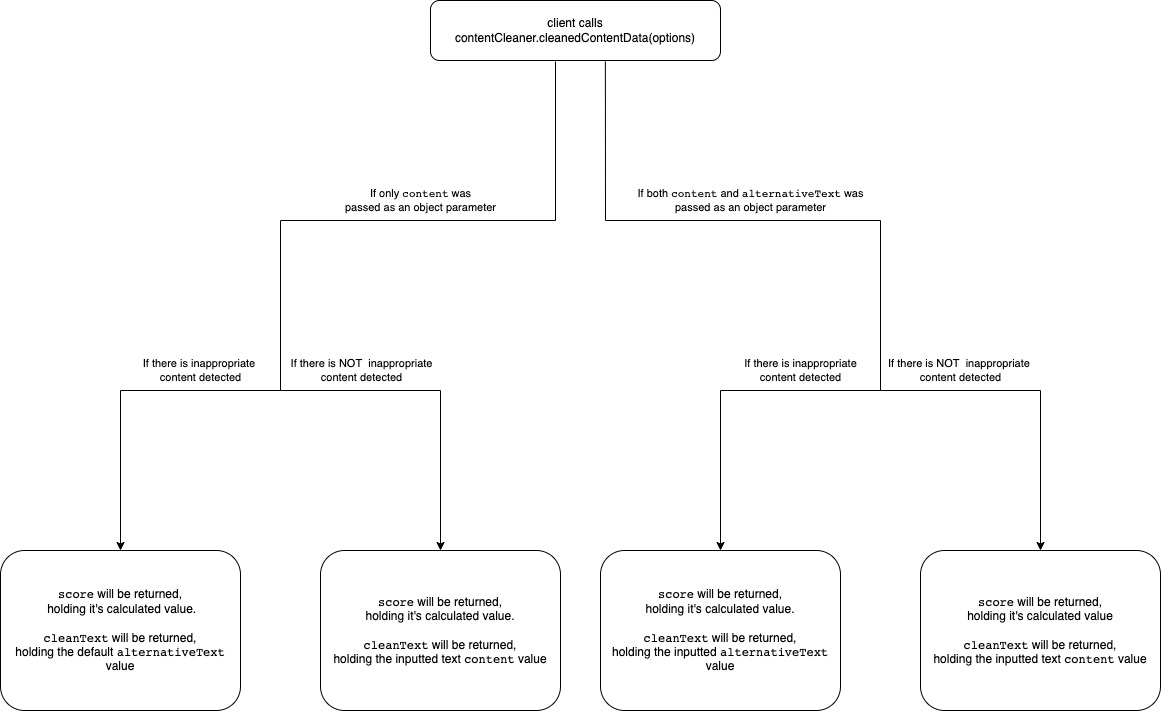 client calls
contentCleaner.cleanedContentData(options)
If only content was
passed as an object parameter
If both content and alternativeText was
passed as an object parameter
If there is inappropriate
content detected
If there is NOT  inappropriate
content detected
If there is inappropriate
content detected
If there is NOT  inappropriate
content detected
score will be returned,
holding it's calculated value.
cleanText will be returned,
holding the default alternativeText
value
score will be returned,
holding it's calculated value.
cleanText will be returned,
holding the inputted text content value
score will be returned,
holding it's calculated value.
cleanText will be returned,
holding the inputted alternativeText
value
score will be returned,
holding it's calculated value
cleanText will be returned,
holding the inputted text content value